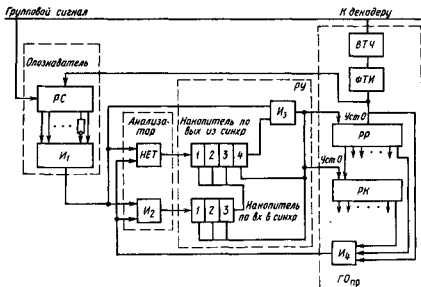 Групповой сигнал
К декодеру
ВТЧ
ФТИ
Опознаватель
РС
И1
Анализатор
НЕТ
И2
РУ
Накопитель по
вых из синхр
1 2 3 4
И3
Накопитель
по вх в синхр
1 2 3
Уст 0
РР
Уст 0
РК
И4
ГОпр